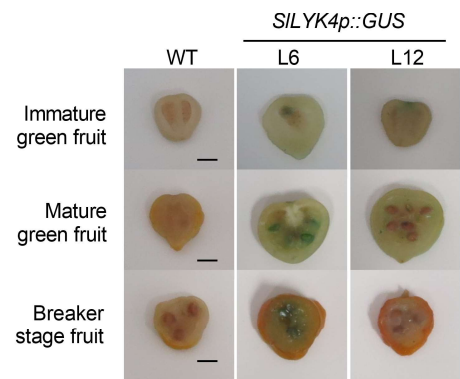 SlLYK4p::GUS
WT L6 L12
Immature
green fruit
Mature
green fruit
Breaker
stage fruit